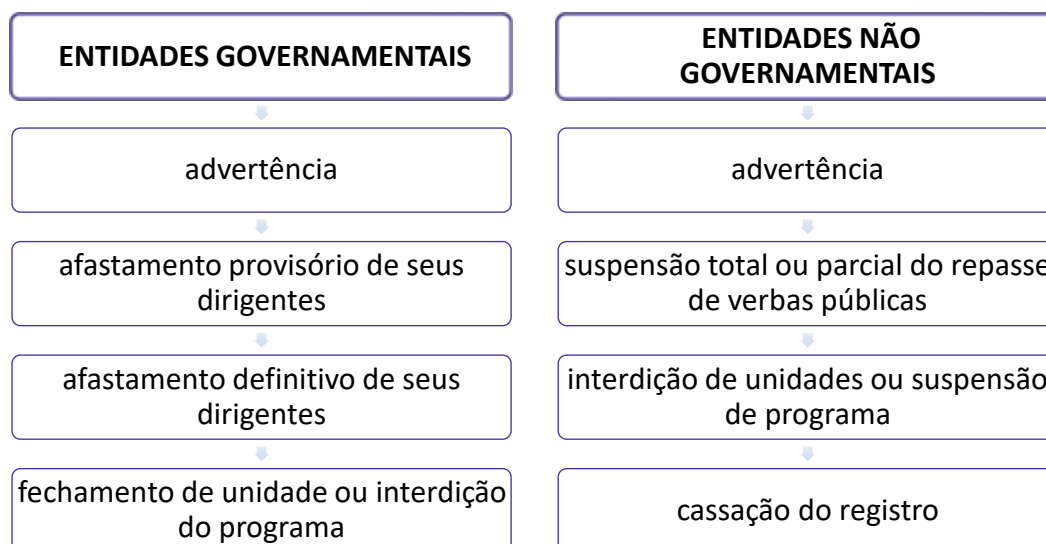 ENTIDADES GOVERNAMENTAIS
advertência
afastamento provisório de seus
dirigentes
afastamento definitivo de seus
dirigentes
fechamento de unidade ou interdição
do programa
ENTIDADES NÃO
GOVERNAMENTAIS
advertência
suspensão total ou parcial do repasse
de verbas públicas
interdição de unidades ou suspensão
de programa
cassação do registro